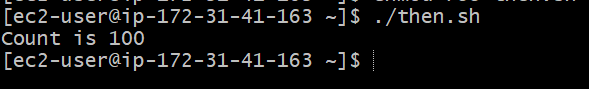 [ec2-user@ip-172-31-41-163 ~]$ ./then.sh
Count is 100
[ec2-user@ip-172-31-41-163 ~]$